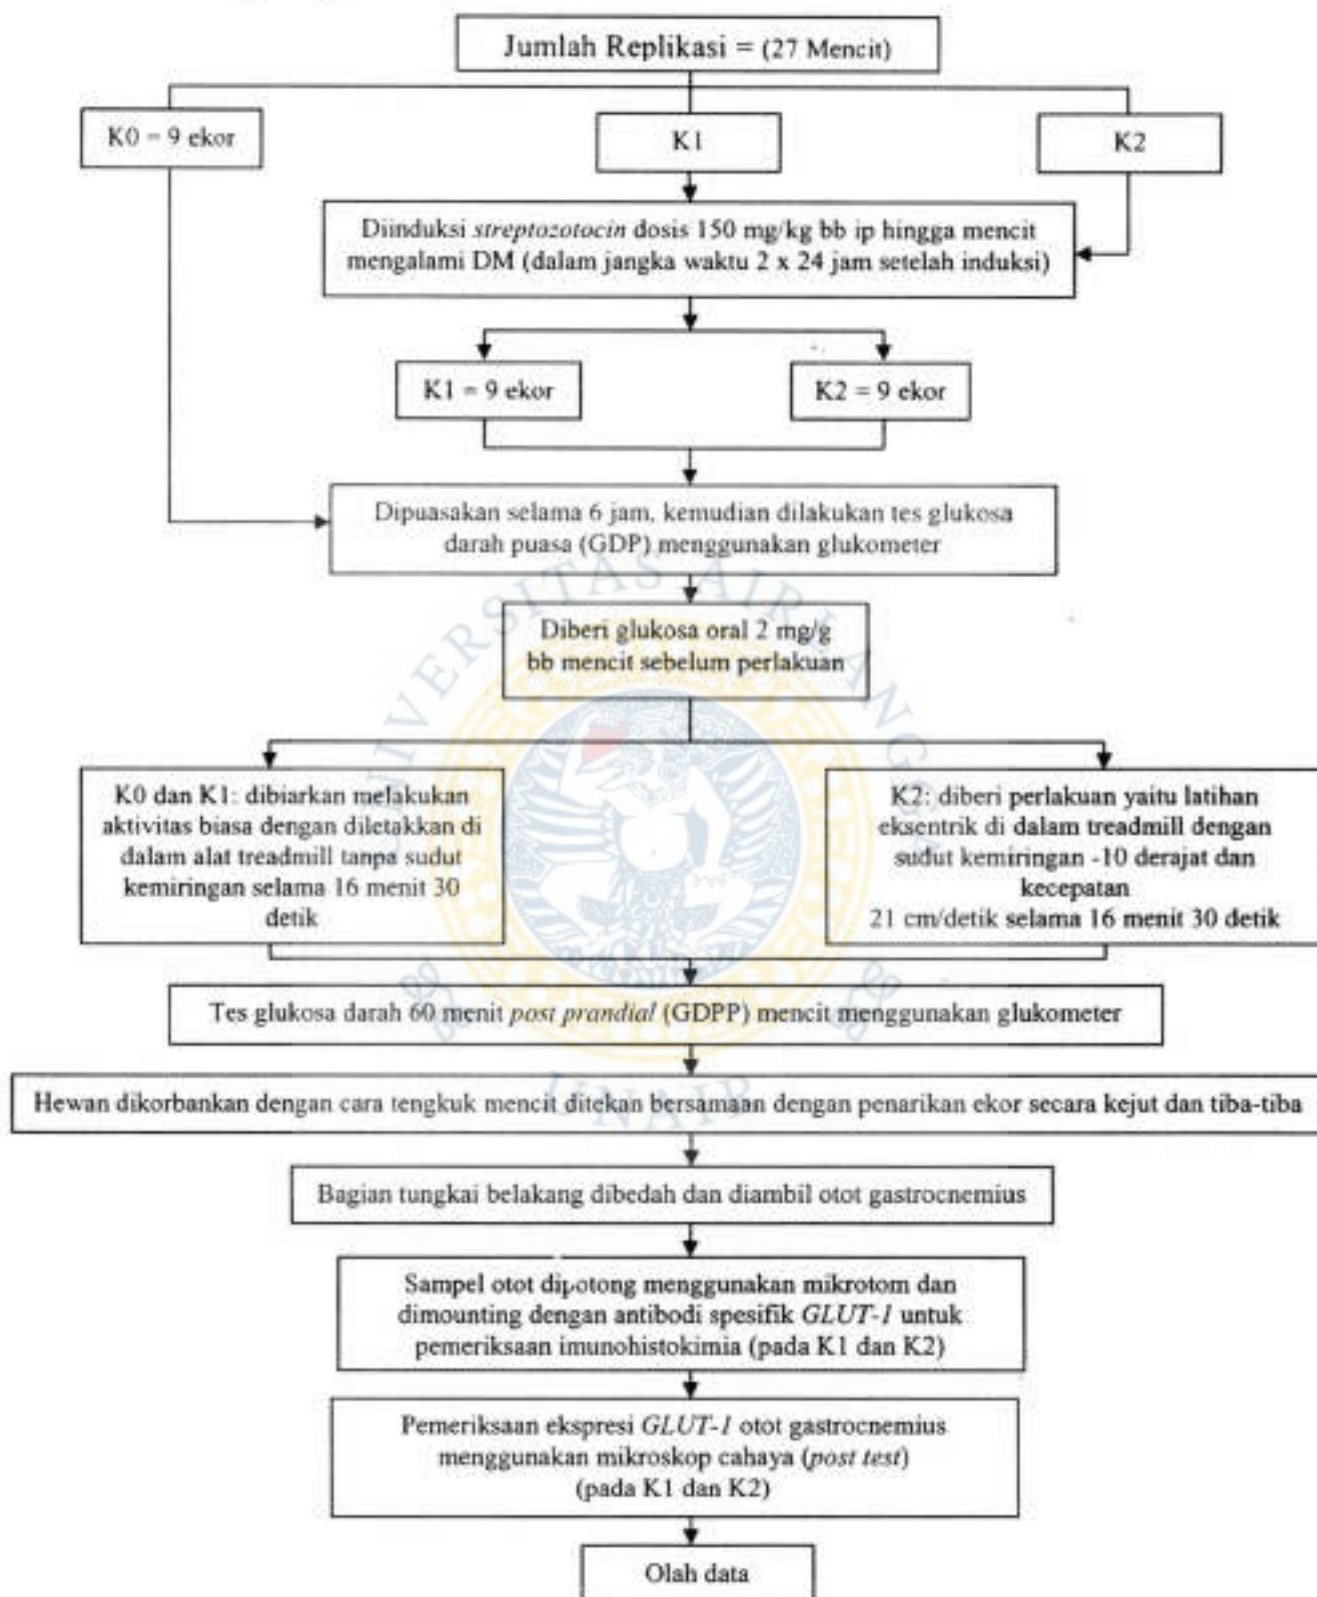 Jumlah Replikasi = (27 Mencit)
K0 = 9 ekor
K1
K2
Diinduksi streptozotocin dosis 150 mg/kg bb ip hingga mencit
mengalami DM (dalam jangka waktu 2 x 24 jam setelah induksi)
K1 = 9 ekor
K2 = 9 ekor
Dipuasakan selama 6 jam, kemudian dilakukan tes glukosa
darah puasa (GDP) menggunakan glukometer
Diberi glukosa oral 2 mg/g
bb mencit sebelum perlakuan
K0 dan K1: dibiarkan melakukan
aktivitas biasa dengan diletakkan di
dalam alat treadmill tanpa sudut
kemiringan selama 16 menit 30
detik
K2: diberi perlakuan yaitu latihan
eksentrik di dalam treadmill dengan
sudut kemiringan -10 derajat dan
kecepatan
21 cm/detik selama 16 menit 30 detik
Tes glukosa darah 60 menit post prandial (GDPP) mencit menggunakan glukometer
Hewan dikorbankan dengan cara tengkuk mencit ditekan bersamaan dengan penarikan ekor secara kejut dan tiba-tiba
Bagian tungkai belakang dibedah dan diambil otot gastrocnemius
Sampel otot dipotong menggunakan mikrotom dan
dimounting dengan antibodi spesifik GLUT-1 untuk
pemeriksaan imunohistokimia (pada K1 dan K2)
Pemeriksaan ekspresi GLUT-1 otot gastrocnemius
menggunakan mikroskop cahaya (post test)
(pada K1 dan K2)
Olah data
UNIVERSITAS AIRLANGGA
UNAIR